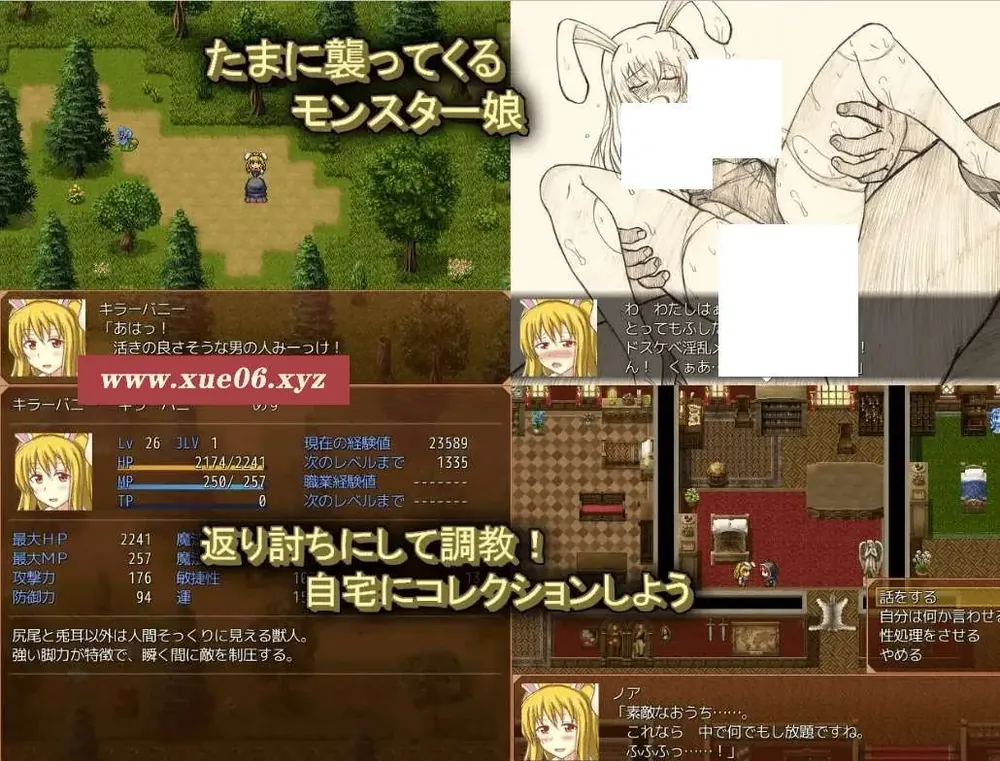 たまに襲ってくる
モンスター娘
キラーバニー
「あはっ！
活きの良さそうな男の人みーっけ！
わ　わたしは
とってもふし
ドスケベ淫乱
ん！　くぁあ
www.xue06.xyz
キラーバニー
Lv 26 JLV 1
HP 2174/2241
MP 250/ 257
TP 0
現在の経験値 23589
次のレベルまで 1335
職業経験値 -------
次のレベルまで -------
最大ＨＰ 2241
最大ＭＰ 257
攻撃力 176 敏捷性
防御力 94 運
返り討ちにして調教！
自宅にコレクションしよう
尻尾と兎耳以外は人間そっくりに見える獣人。
強い脚力が特徴で、瞬く間に敵を制圧する。
話をする
自分は何か言わせ
性処理をさせる
やめる
ノア
「素敵なおうち……。
これなら　中で何でもし放題ですね。
ふふふっ……！」